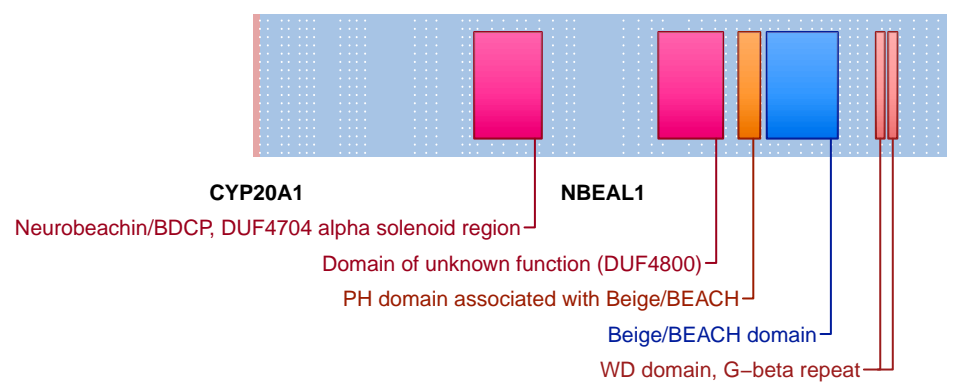 CYP20A1 NBEAL1
Neurobeachin/BDCP, DUF4704 alpha solenoid region
Domain of unknown function (DUF4800)
PH domain associated with Beige/BEACH
Beige/BEACH domain
WD domain, G−beta repeat